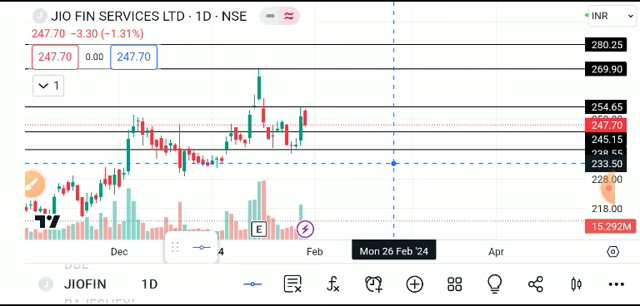 JIO FIN SERVICES LTD · 1D · NSE
INR
247.70 −3.30 (−1.31%)
247.70 0.00 247.70
1
280.25
269.90
254.65
247.70
245.15
238.55
233.50
228.00
218.00
15.292M
E
Dec 4 Feb Mon 26 Feb '24 Apr
JIOFIN 1D